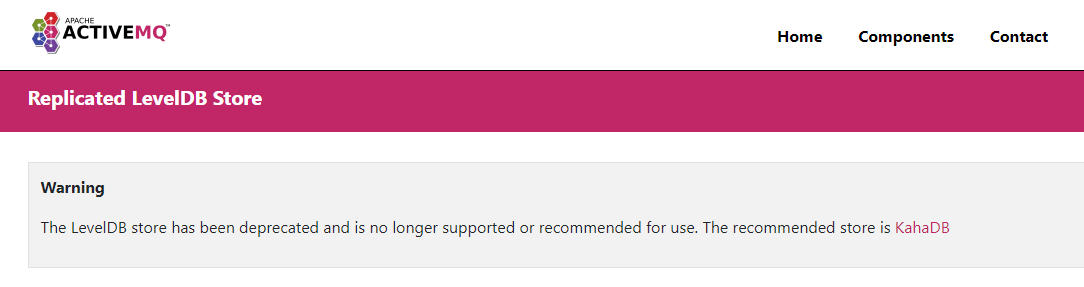 APACHE
ACTIVEMQ™
Home Components Contact
Replicated LevelDB Store
Warning
The LevelDB store has been deprecated and is no longer supported or recommended for use. The recommended store is KahaDB